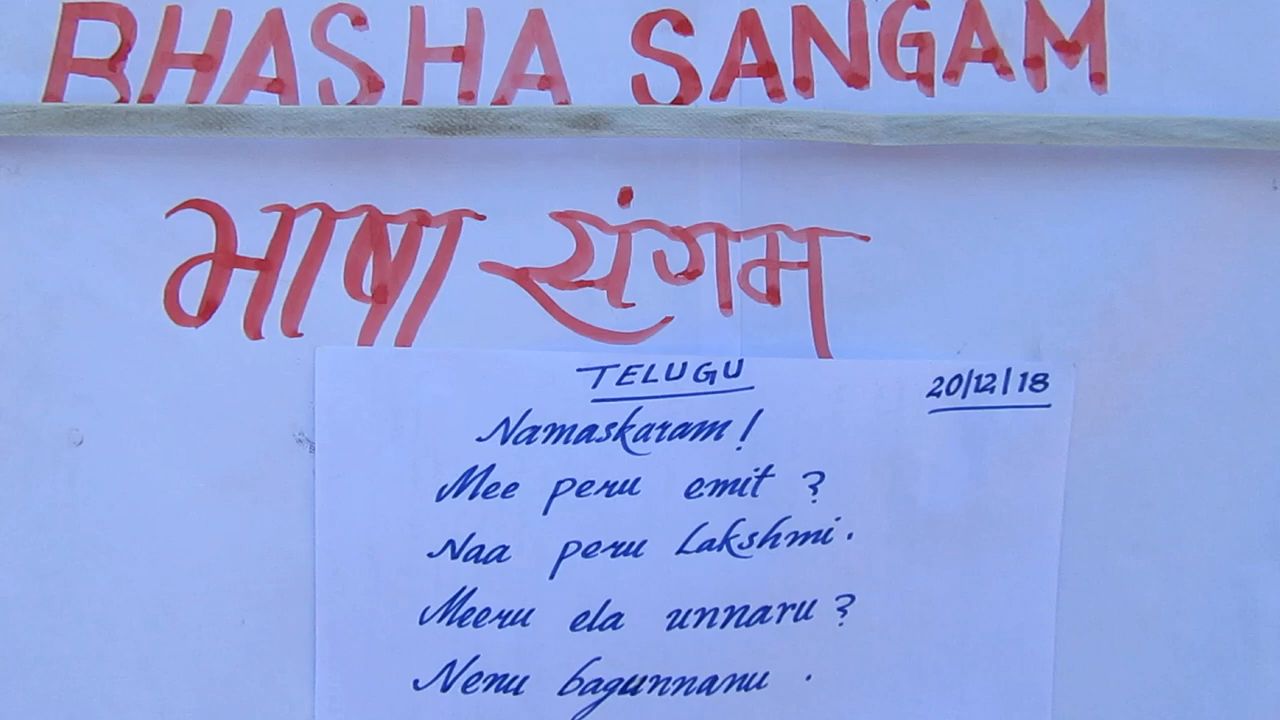 BHASHA SANGAM
भाषा संगम
TELUGU
20/12/18
Namaskaram!
Mee peru emit ?
Naa peru Lakshmi.
Meeru ela unnaru ?
Nenu bagunnanu .